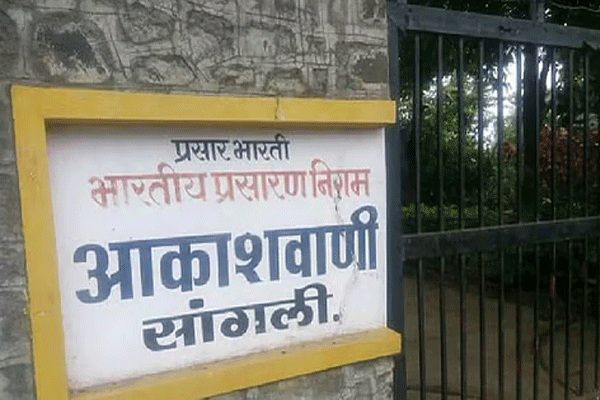 प्रसार भारती
भारतीय प्रसारण निगम
आकाशवाणी
सांगली.